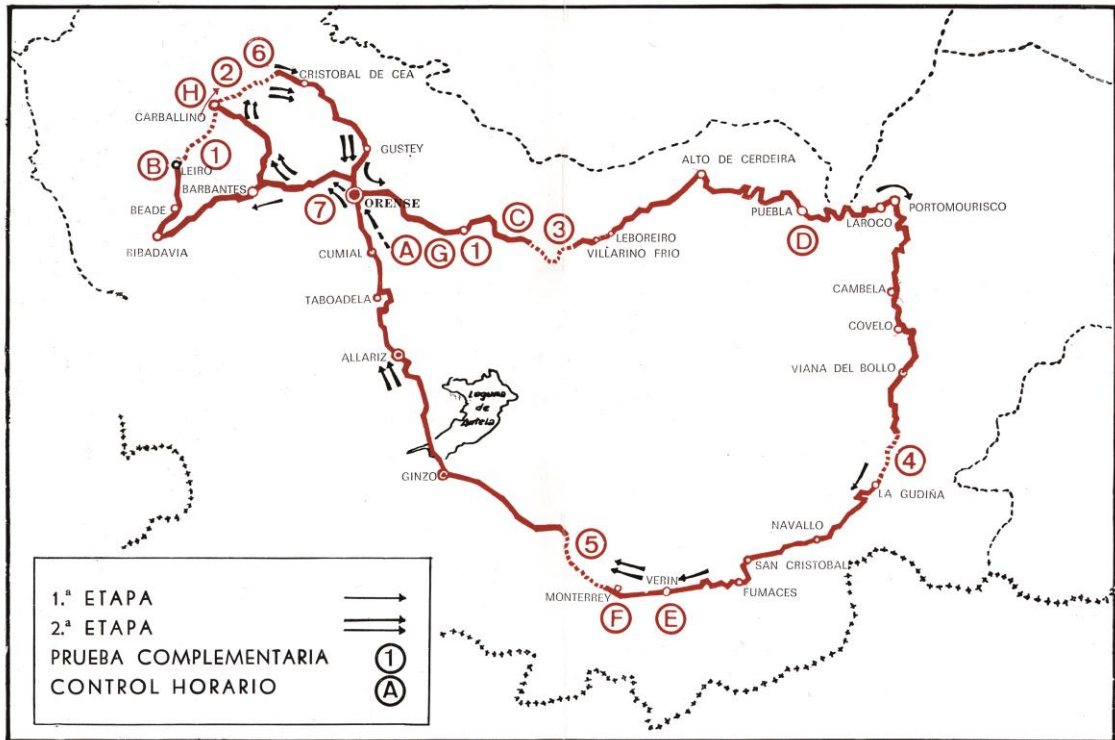 6
2
CRISTOBAL DE CEA
H
CARBALLINO
GUSTEY
B
1
LEIRO
ALTO DE CERDEIRA
BARBANTES
7
ORENSE
PUEBLA
PORTOMOURISCO
LAROCO
BEADE
C
3
LEBOREIRO
D
RIBADAVIA
A
G
1
VILLARINO FRIO
CUMIAL
CAMBELA
TABOADELA
COVELO
ALLARIZ
VIANA DEL BOLLO
Laguna
de
Antela
4
GINZO
LA GUDIÑA
NAVALLO
5
SAN CRISTOBAL
VERIN
FUMACES
MONTERREY
F
E
1.ª ETAPA
2.ª ETAPA
PRUEBA COMPLEMENTARIA 1
CONTROL HORARIO A